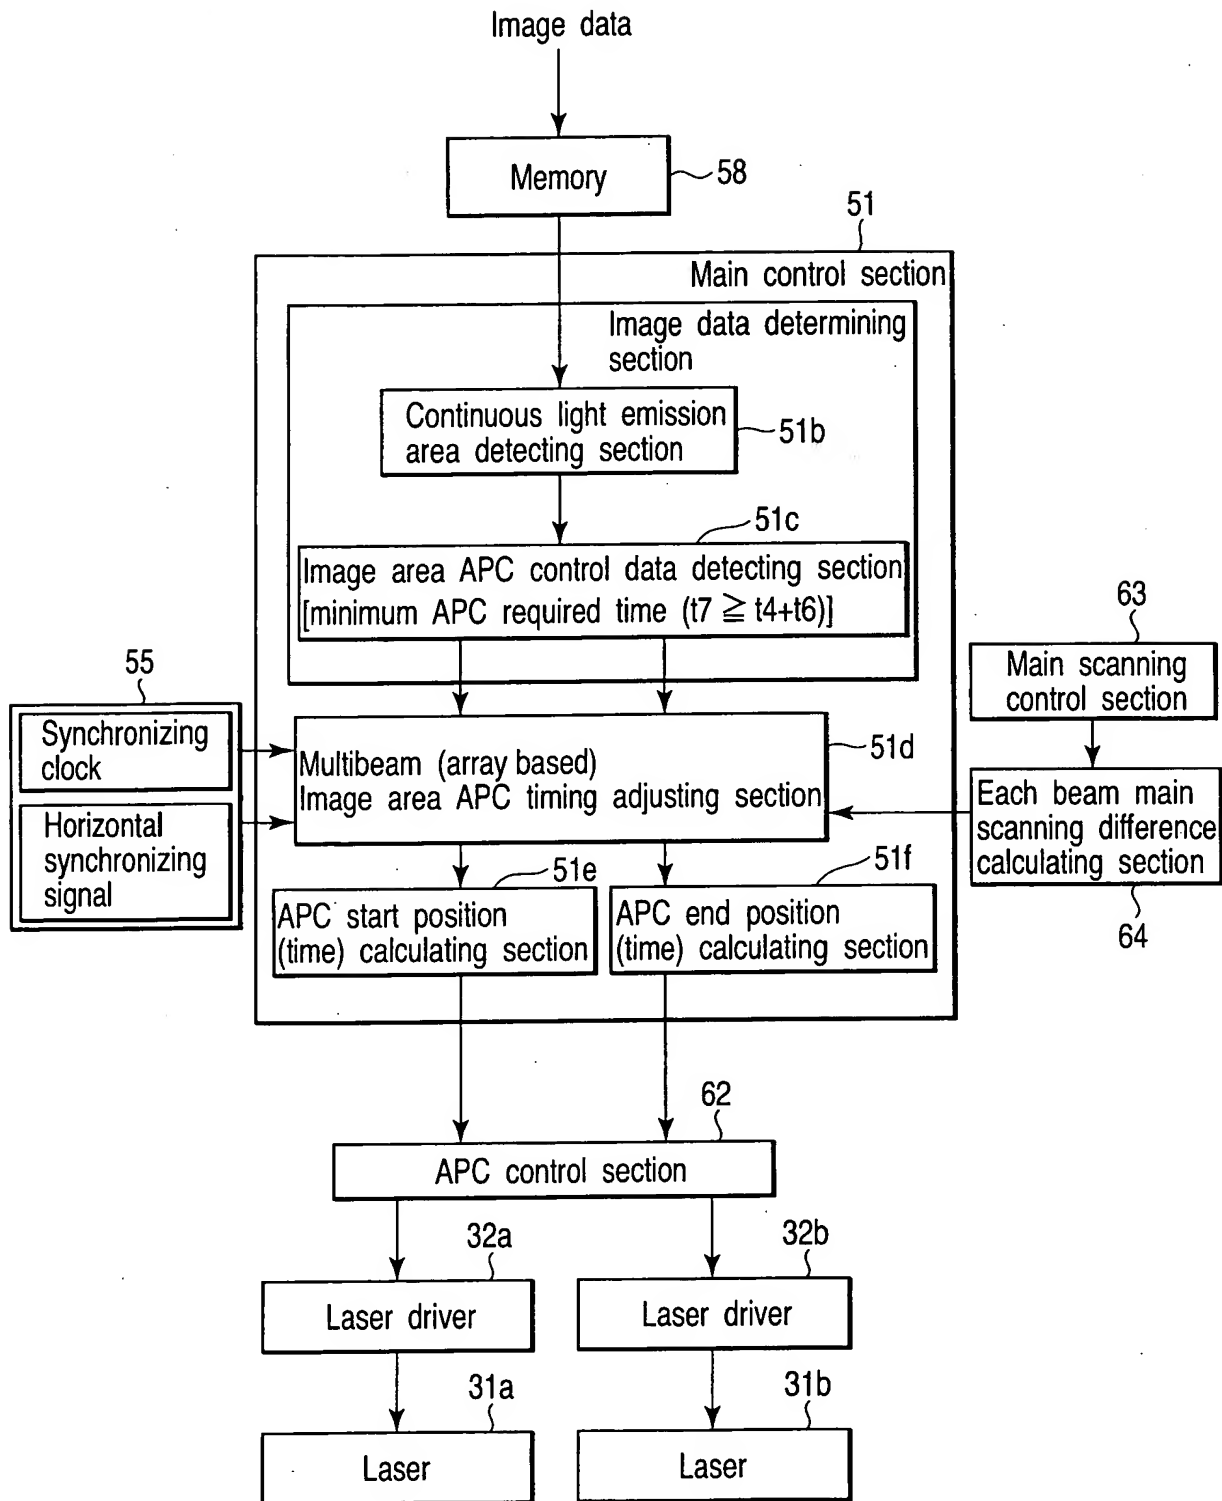 Image data
Memory
58
51
Main control section
Image data determining
section
Continuous light emission
area detecting section
51b
51c
Image area APC control data detecting section
[minimum APC required time (t7 ≧ t4+t6)]
63
Main scanning
control section
55
Synchronizing
clock
Horizontal
synchronizing
signal
Multibeam (array based)
Image area APC timing adjusting section
51d
Each beam main
scanning difference
calculating section
64
51e
APC start position
(time) calculating section
51f
APC end position
(time) calculating section
62
APC control section
32a
Laser driver
32b
Laser driver
31a
Laser
31b
Laser